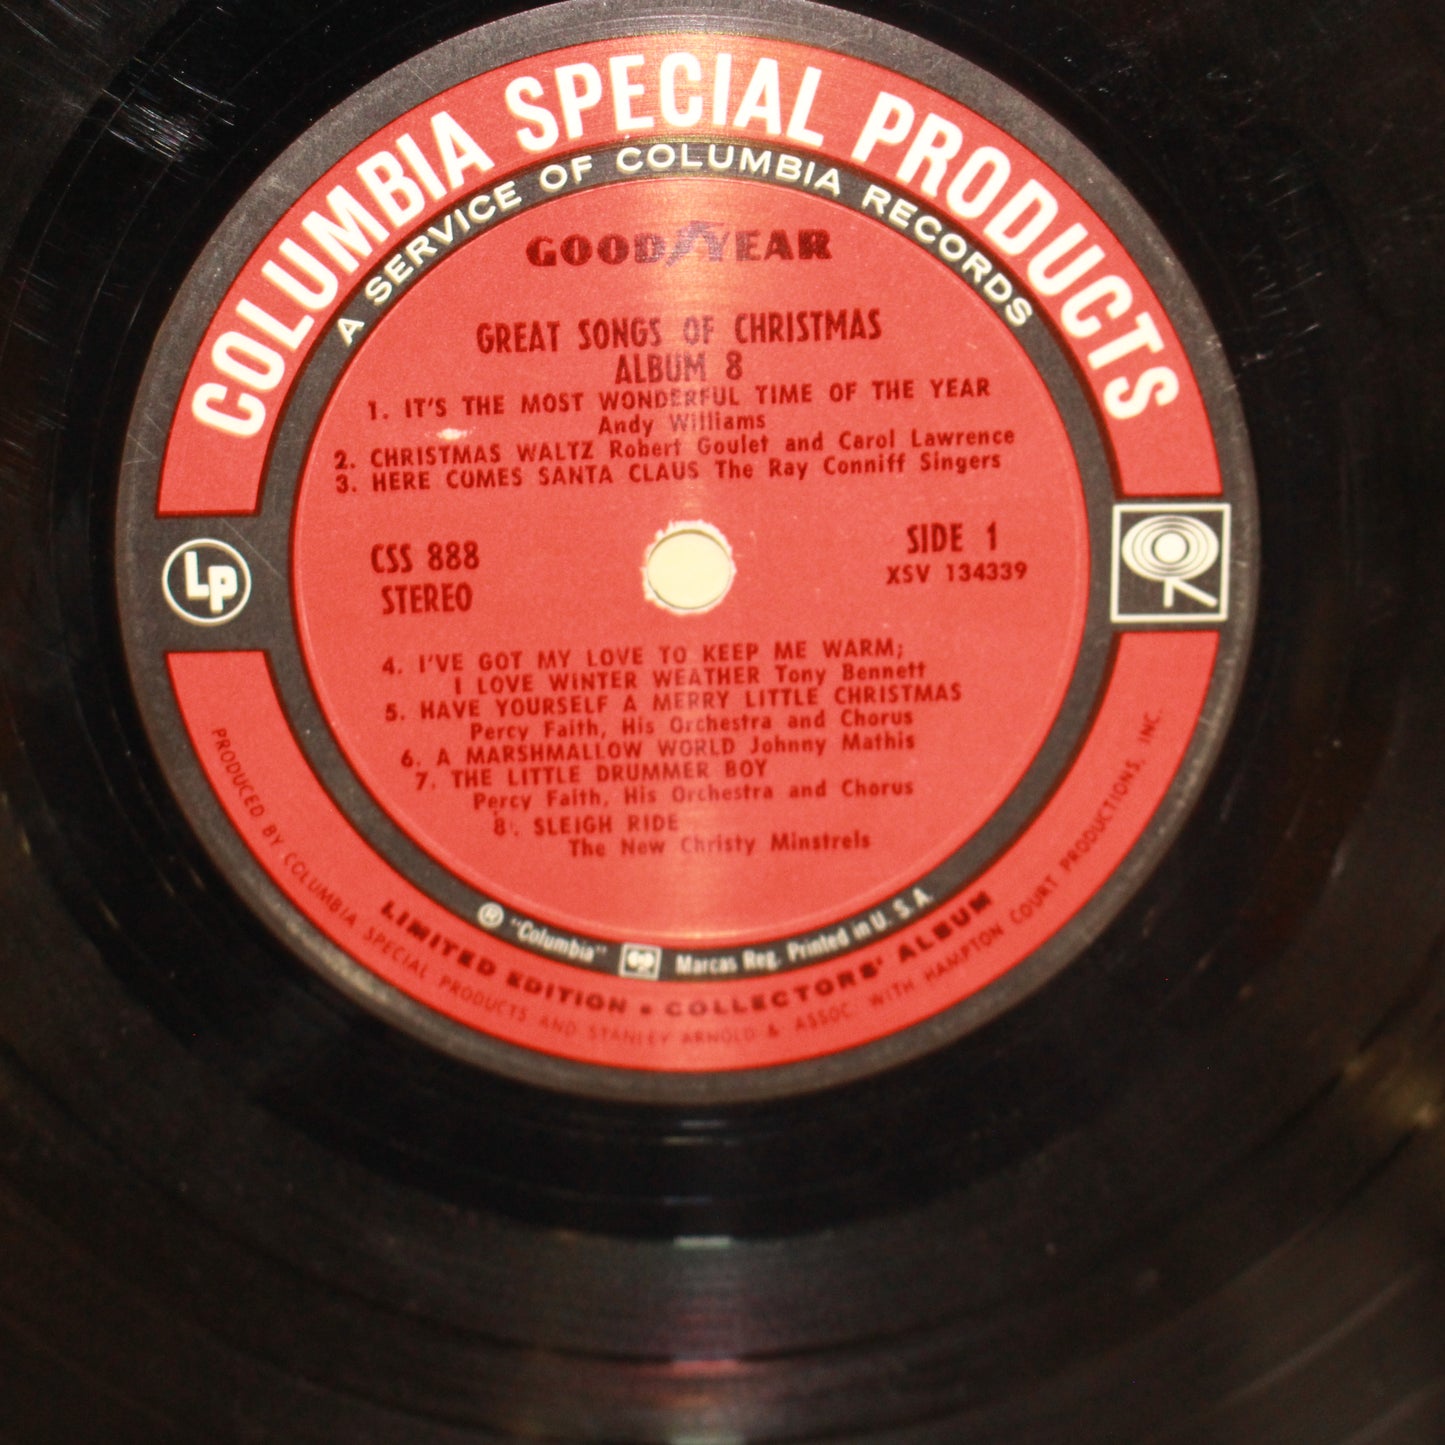 COLUMBIA SPECIAL PRODUCTS
A SERVICE OF COLUMBIA RECORDS
GOODYEAR
GREAT SONGS OF CHRISTMAS
ALBUM 8
1. IT'S THE MOST WONDERFUL TIME OF THE YEAR
Andy Williams
2. CHRISTMAS WALTZ Robert Goulet and Carol Lawrence
3. HERE COMES SANTA CLAUS The Ray Conniff Singers
CSS 888
STEREO
SIDE 1
XSV 134339
LP
4. I'VE GOT MY LOVE TO KEEP ME WARM;
I LOVE WINTER WEATHER Tony Bennett
5. HAVE YOURSELF A MERRY LITTLE CHRISTMAS
Percy Faith, His Orchestra and Chorus
6. A MARSHMALLOW WORLD Johnny Mathis
7. THE LITTLE DRUMMER BOY
Percy Faith, His Orchestra and Chorus
8. SLEIGH RIDE
The New Christy Minstrels
® "Columbia" Marcas Reg. Printed in U. S. A.
LIMITED EDITION • COLLECTORS' ALBUM
PRODUCED BY COLUMBIA SPECIAL PRODUCTS AND STANLEY ARNOLD & ASSOC. WITH HAMPTON COURT PRODUCTIONS, INC.